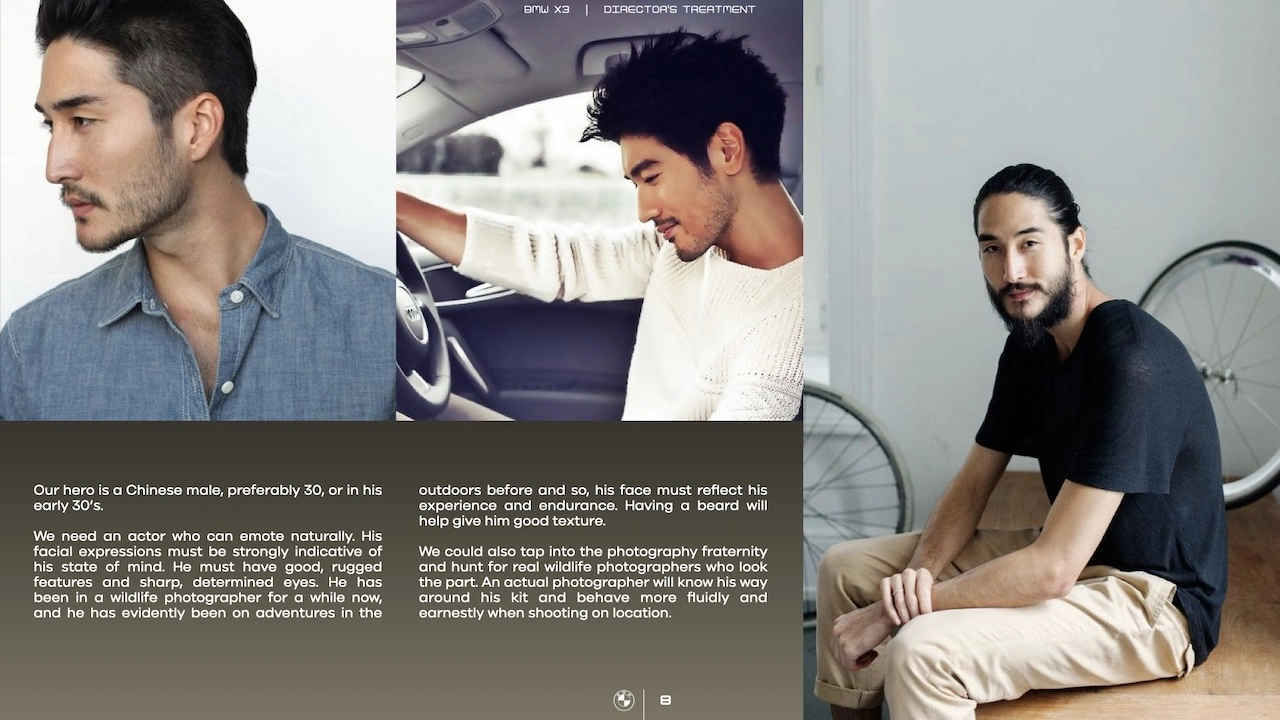 BMW X3 | DIRECTOR'S TREATMENT
Our hero is a Chinese male, preferably 30, or in his
early 30's.
We need an actor who can emote naturally. His
facial expressions must be strongly indicative of
his state of mind. He must have good, rugged
features and sharp, determined eyes. He has
been in a wildlife photographer for a while now,
and he has evidently been on adventures in the
outdoors before and so, his face must reflect his
experience and endurance. Having a beard will
help give him good texture.
We could also tap into the photography fraternity
and hunt for real wildlife photographers who look
the part. An actual photographer will know his way
around his kit and behave more fluidly and
earnestly when shooting on location.
8